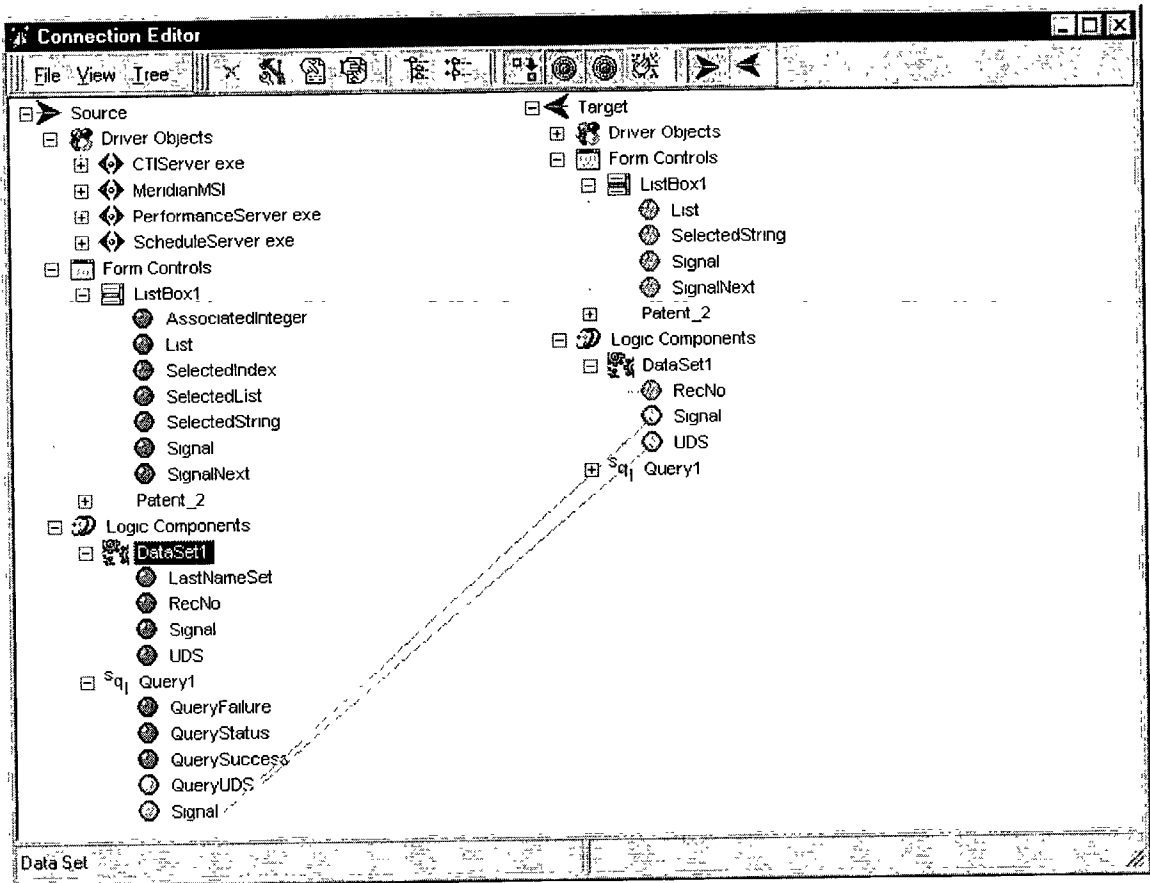 Connection Editor
File View Tree
Source
Driver Objects
CTIServer exe
MeridianMSI
PerformanceServer exe
ScheduleServer exe
Form Controls
ListBox1
AssociatedInteger
List
SelectedIndex
SelectedList
SelectedString
Signal
SignalNext
Patent_2
Logic Components
DataSet1
LastNameSet
RecNo
Signal
UDS
Sql Query1
QueryFailure
QueryStatus
QuerySuccess
QueryUDS
Signal
Target
Driver Objects
Form Controls
ListBox1
List
SelectedString
Signal
SignalNext
Patent_2
Logic Components
DataSet1
RecNo
Signal
UDS
Sql Query1
Data Set